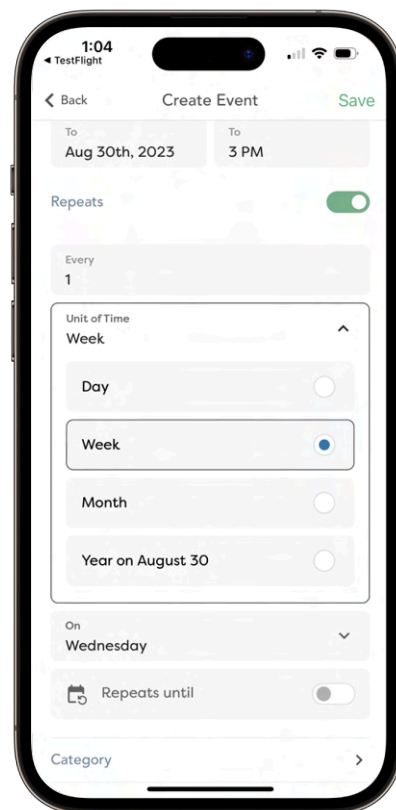 1:04
◀ TestFlight
Back Create Event Save
To To
Aug 30th, 2023 3 PM
Repeats
Every
1
Unit of Time
Week
Day
Week
Month
Year on August 30
On
Wednesday
Repeats until
Category